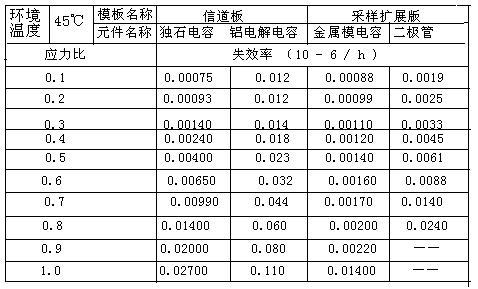 环境温度 45℃ 模板名称 信道板 采样扩展版
元件名称 独石电容 铝电解电容 金属模电容 二极管
应力比 失效率 (10-6/h)
0.1 0.00075 0.012 0.00088 0.0019
0.2 0.00093 0.012 0.00099 0.0025
0.3 0.00140 0.014 0.00110 0.0033
0.4 0.00240 0.018 0.00120 0.0045
0.5 0.00400 0.023 0.00140 0.0061
0.6 0.00650 0.032 0.00160 0.0088
0.7 0.00990 0.044 0.00170 0.0140
0.8 0.01400 0.060 0.00200 0.0240
0.9 0.02000 0.080 0.00220 ——
1.0 0.02700 0.110 0.01400 ——